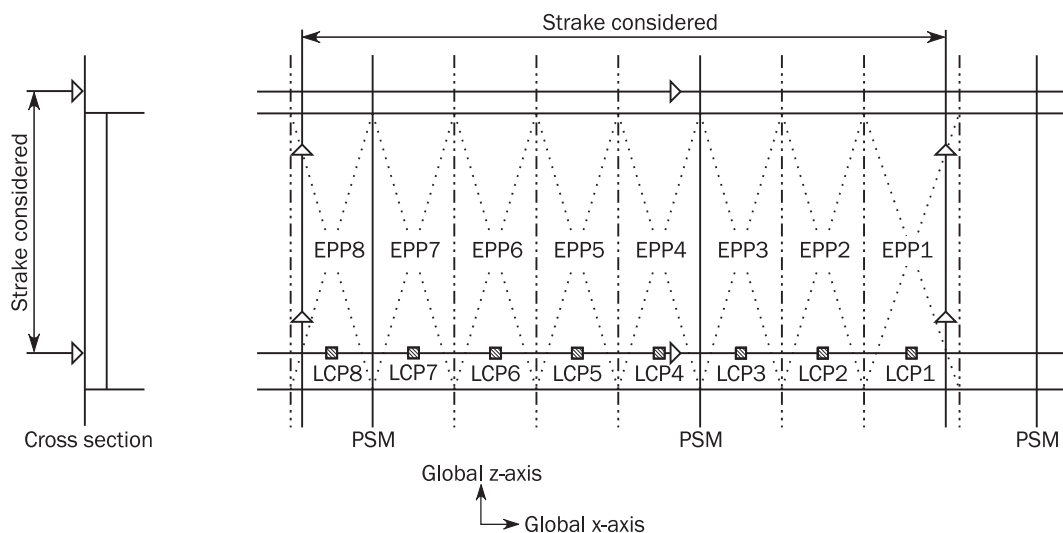 Strake considered
Strake considered
EPP8 EPP7 EPP6 EPP5 EPP4 EPP3 EPP2 EPP1
LCP8 LCP7 LCP6 LCP5 LCP4 LCP3 LCP2 LCP1
Cross section PSM PSM PSM
Global z-axis
Global x-axis